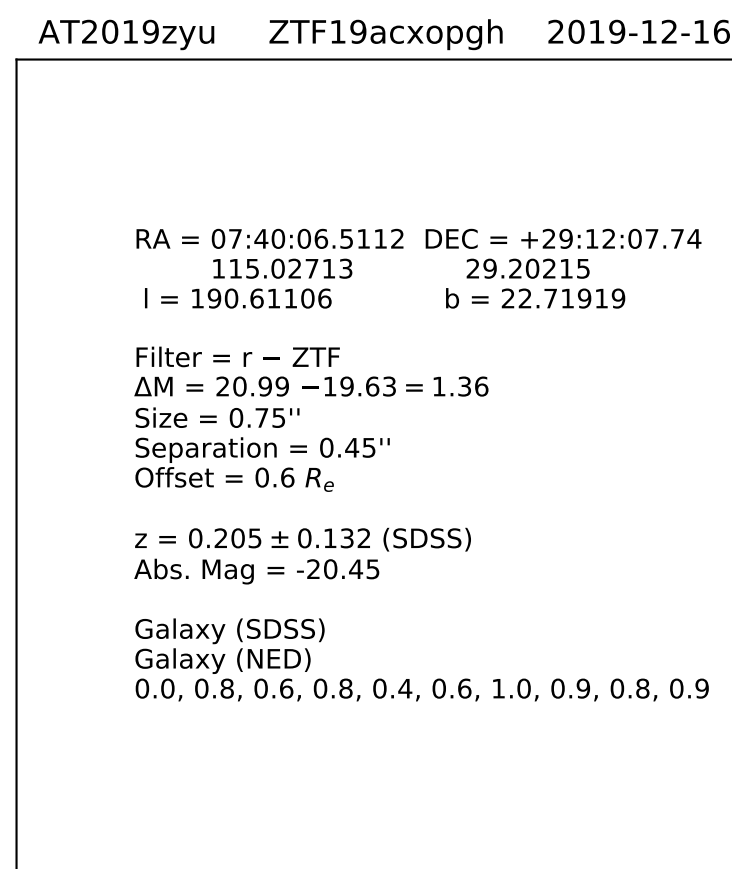 AT2019zyu ZTF19acxopgh 2019-12-16
RA = 07:40:06.5112 DEC = +29:12:07.74
115.02713 29.20215
l = 190.61106 b = 22.71919
Filter = r − ZTF
ΔM = 20.99 −19.63 = 1.36
Size = 0.75''
Separation = 0.45''
Offset = 0.6 Rₑ
z = 0.205 ± 0.132 (SDSS)
Abs. Mag = -20.45
Galaxy (SDSS)
Galaxy (NED)
0.0, 0.8, 0.6, 0.8, 0.4, 0.6, 1.0, 0.9, 0.8, 0.9